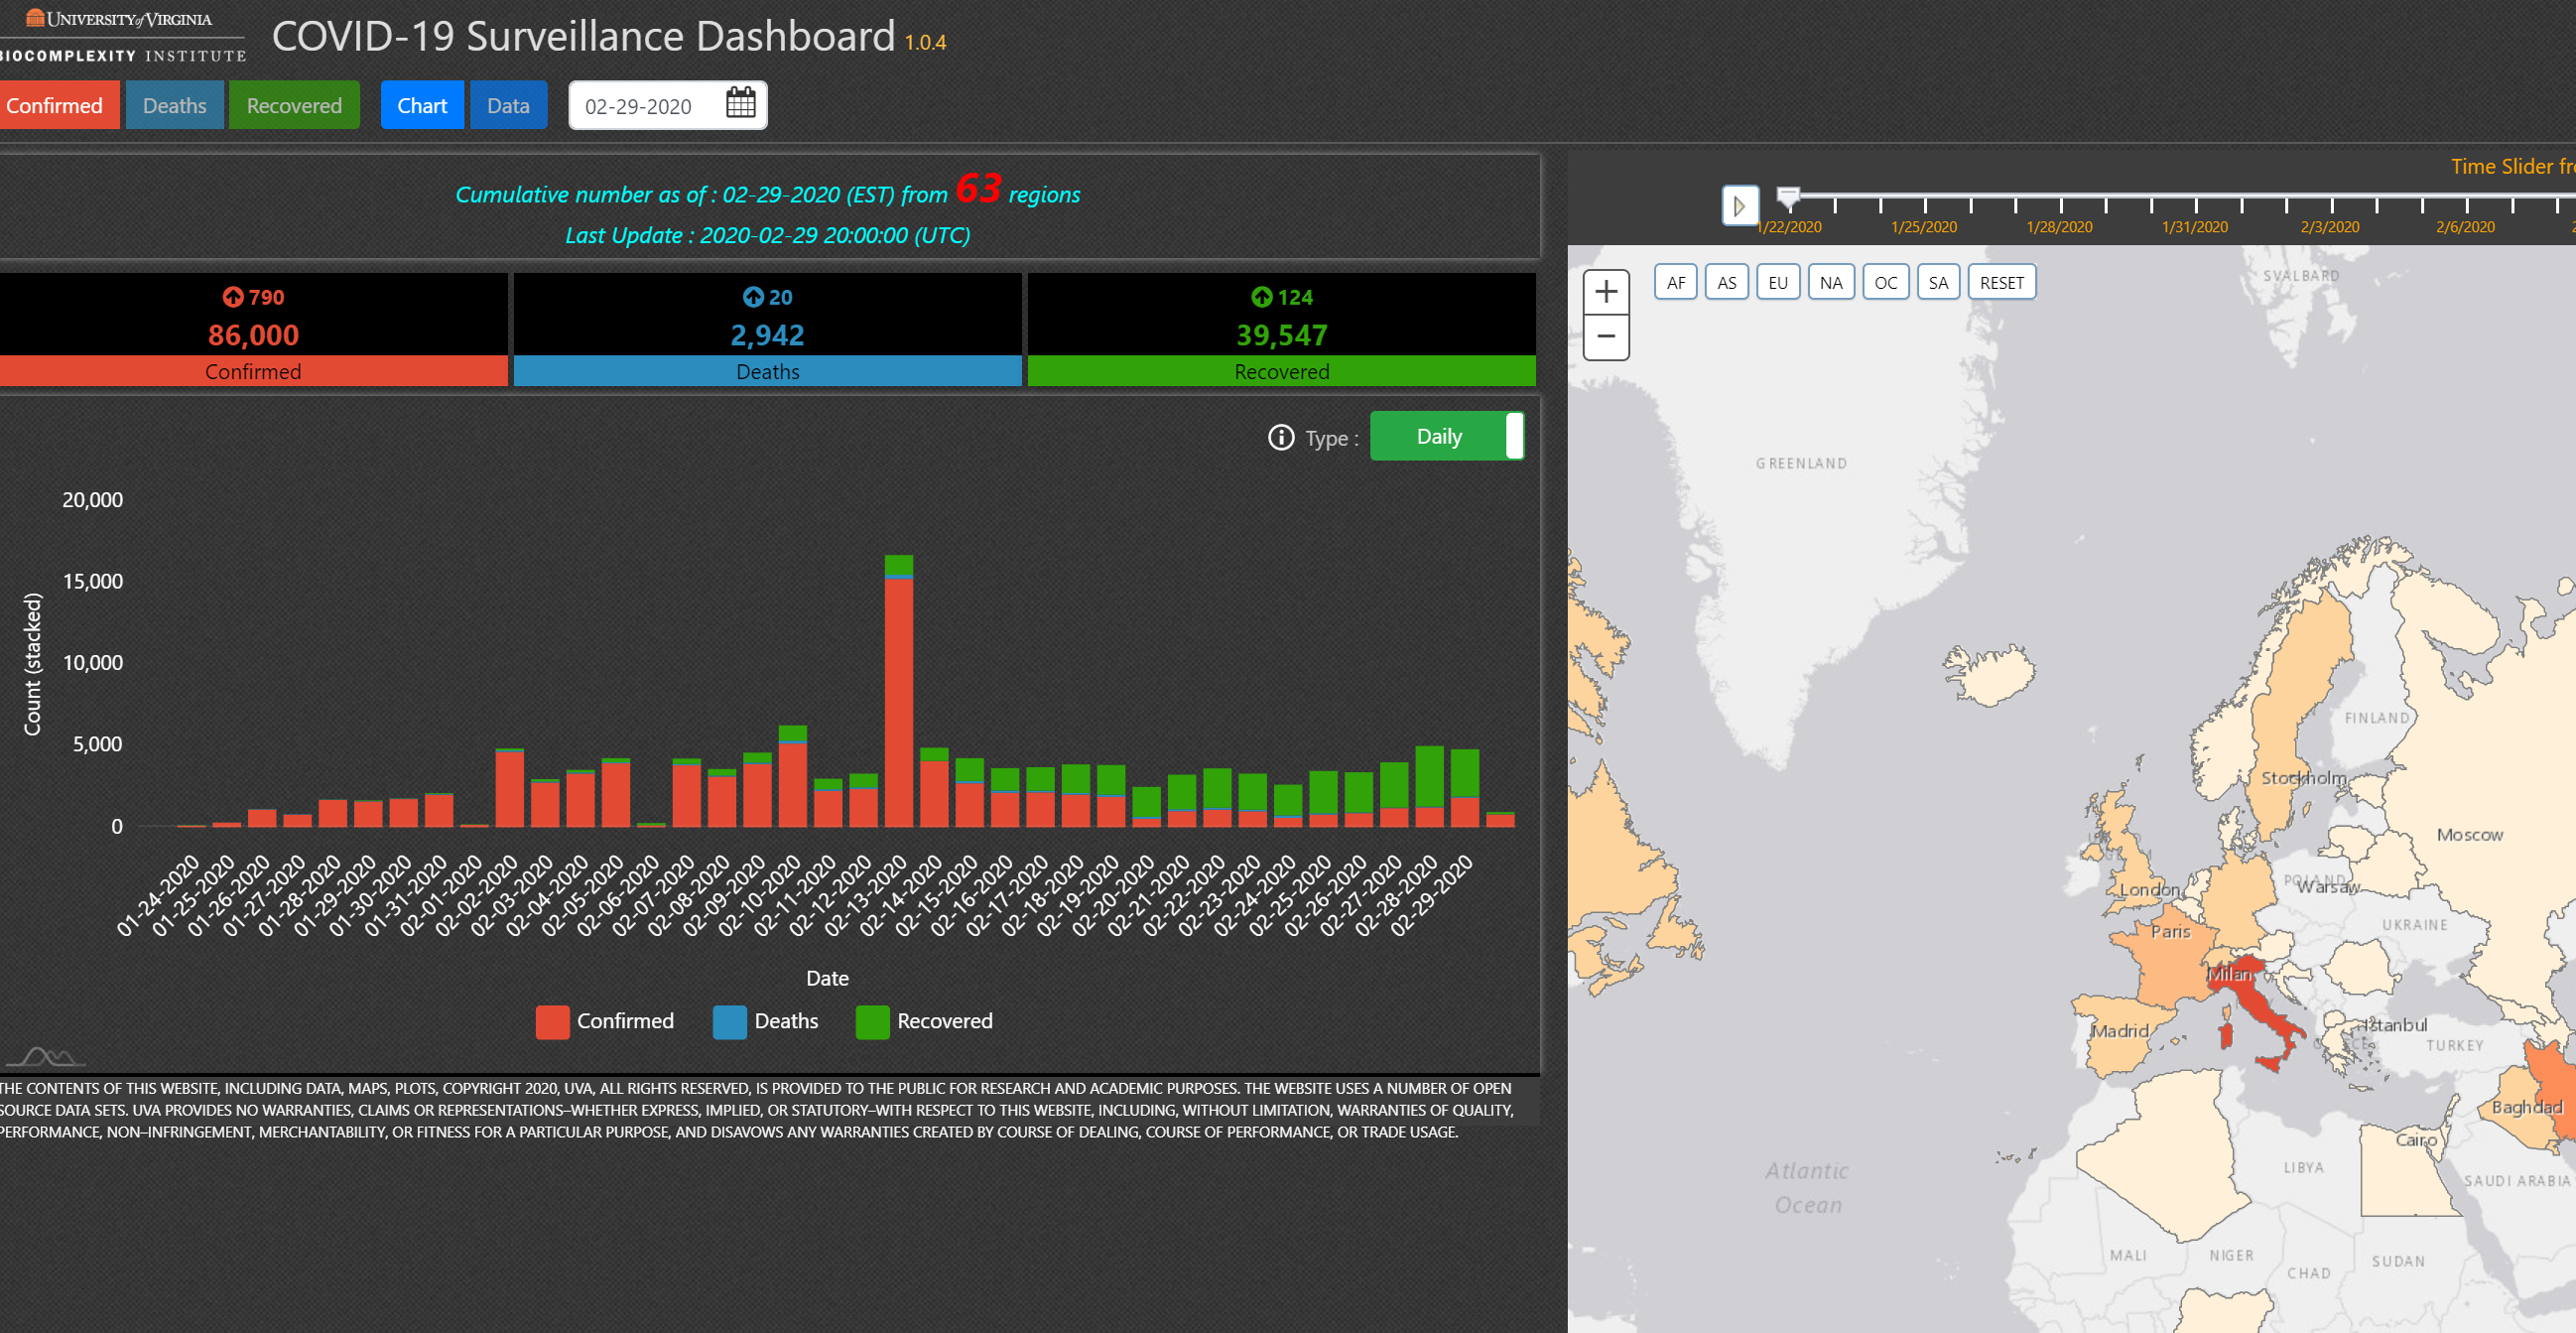 UNIVERSITY of VIRGINIA
BIOCOMPLEXITY INSTITUTE
COVID-19 Surveillance Dashboard 1.0.4
Confirmed Deaths Recovered Chart Data 02-29-2020
Cumulative number as of : 02-29-2020 (EST) from 63 regions
Last Update : 2020-02-29 20:00:00 (UTC)
790
86,000
Confirmed
20
2,942
Deaths
124
39,547
Recovered
Type : Daily
Count (stacked)
20,000
15,000
10,000
5,000
0
01-24-2020
01-25-2020
01-26-2020
01-27-2020
01-28-2020
01-29-2020
01-30-2020
01-31-2020
02-01-2020
02-02-2020
02-03-2020
02-04-2020
02-05-2020
02-06-2020
02-07-2020
02-08-2020
02-09-2020
02-10-2020
02-11-2020
02-12-2020
02-13-2020
02-14-2020
02-15-2020
02-16-2020
02-17-2020
02-18-2020
02-19-2020
02-20-2020
02-21-2020
02-22-2020
02-23-2020
02-24-2020
02-25-2020
02-26-2020
02-27-2020
02-28-2020
02-29-2020
Date
Confirmed Deaths Recovered
THE CONTENTS OF THIS WEBSITE, INCLUDING DATA, MAPS, PLOTS, COPYRIGHT 2020, UVA, ALL RIGHTS RESERVED, IS PROVIDED TO THE PUBLIC FOR RESEARCH AND ACADEMIC PURPOSES. THE WEBSITE USES A NUMBER OF OPEN
SOURCE DATA SETS. UVA PROVIDES NO WARRANTIES, CLAIMS OR REPRESENTATIONS–WHETHER EXPRESS, IMPLIED, OR STATUTORY–WITH RESPECT TO THIS WEBSITE, INCLUDING, WITHOUT LIMITATION, WARRANTIES OF QUALITY,
PERFORMANCE, NON–INFRINGEMENT, MERCHANTABILITY, OR FITNESS FOR A PARTICULAR PURPOSE, AND DISAVOWS ANY WARRANTIES CREATED BY COURSE OF DEALING, COURSE OF PERFORMANCE, OR TRADE USAGE.
Time Slider
1/22/2020 1/25/2020 1/28/2020 1/31/2020 2/3/2020 2/6/2020
AF AS EU NA OC SA RESET
SVALBARD
GREENLAND
FINLAND
Stockholm
Moscow
London
POLAND
Warsaw
UKRAINE
Paris
Milan
Madrid
Istanbul
TURKEY
Baghdad
Cairo
LIBYA
SAUDI ARABIA
Atlantic
Ocean
MALI
NIGER
CHAD
SUDAN